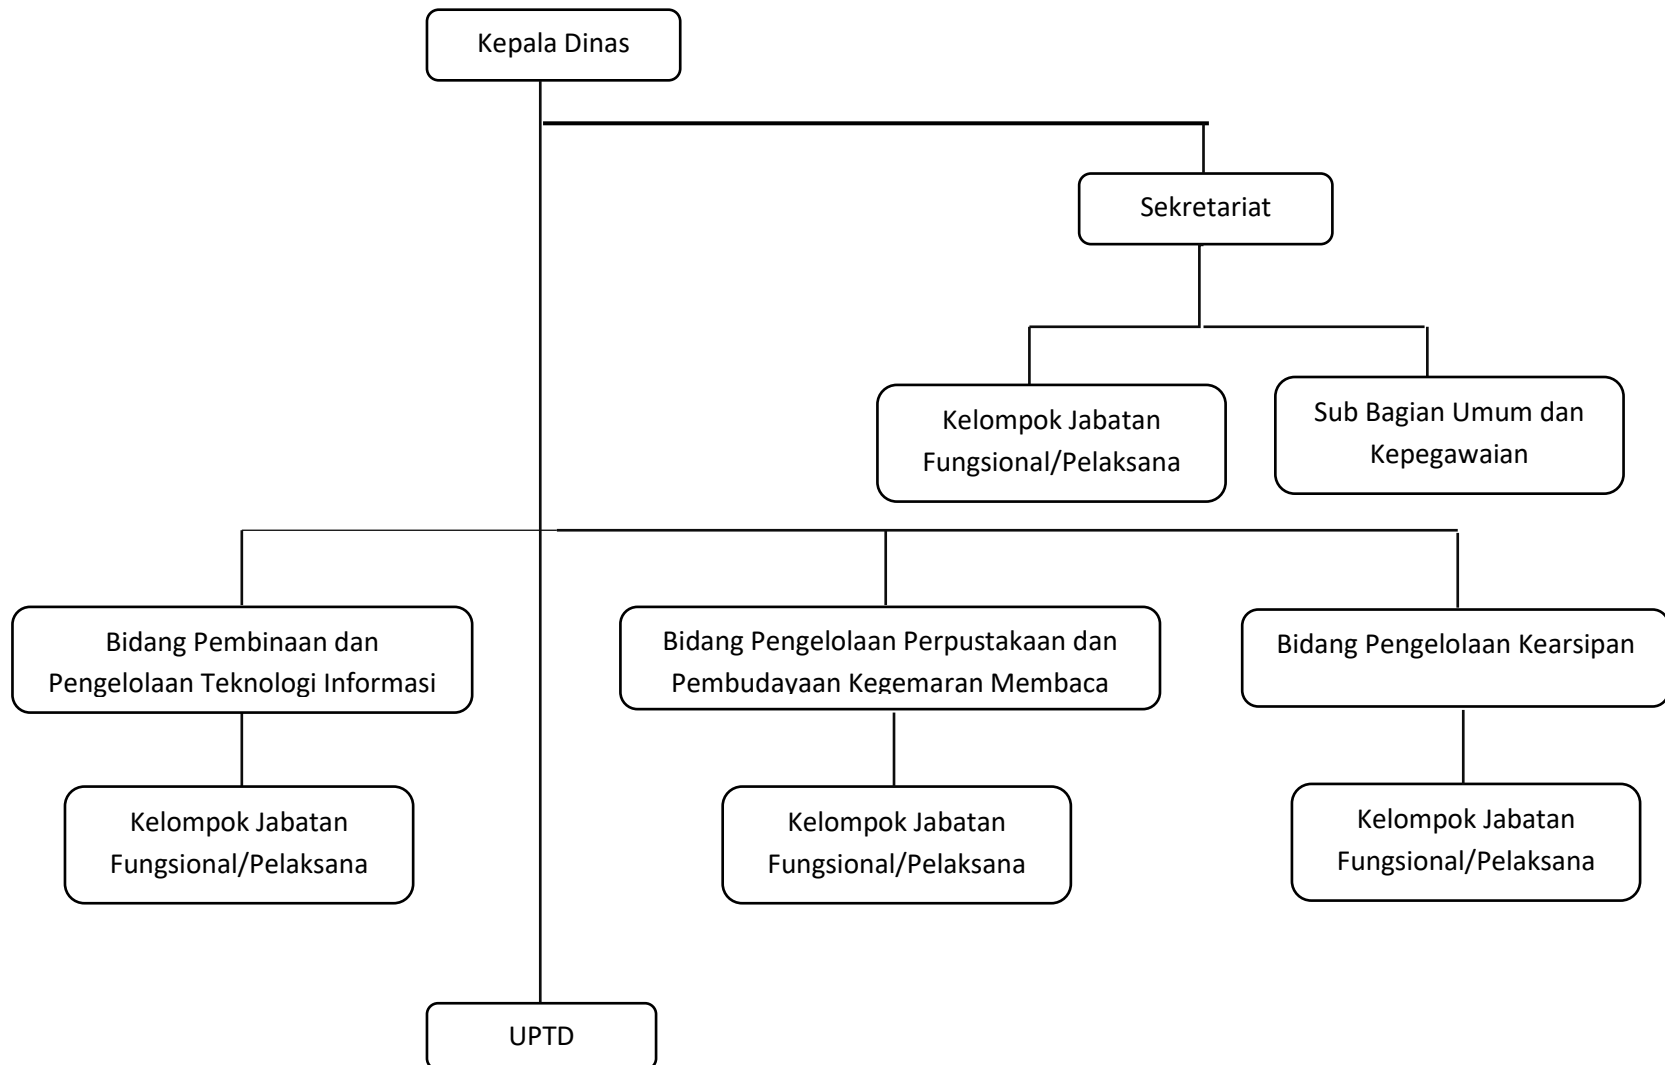 Kepala Dinas
Sekretariat
Kelompok Jabatan
Fungsional/Pelaksana
Sub Bagian Umum dan
Kepegawaian
Bidang Pembinaan dan
Pengelolaan Teknologi Informasi
Bidang Pengelolaan Perpustakaan dan
Pembudayaan Kegemaran Membaca
Bidang Pengelolaan Kearsipan
Kelompok Jabatan
Fungsional/Pelaksana
Kelompok Jabatan
Fungsional/Pelaksana
Kelompok Jabatan
Fungsional/Pelaksana
UPTD